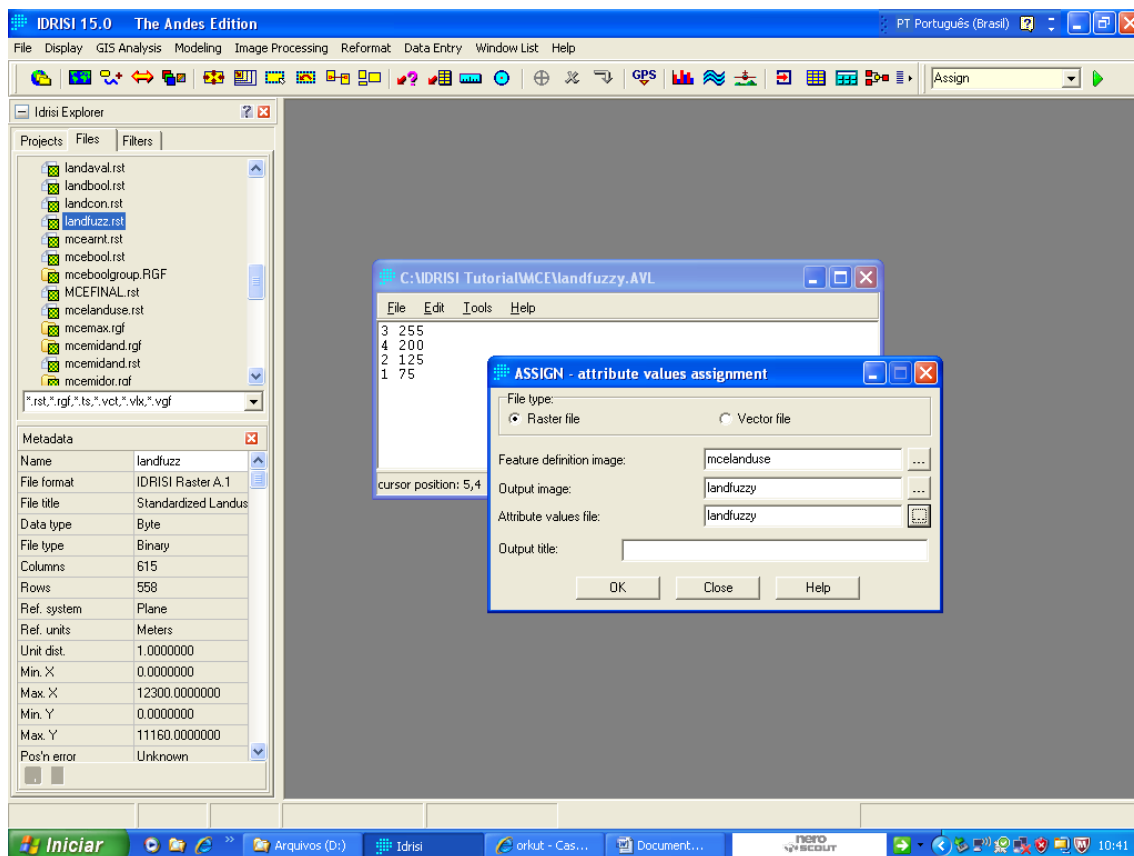 IDRISI 15.0 The Andes Edition
PT Português (Brasil)
File Display GIS Analysis Modeling Image Processing Reformat Data Entry Window List Help
GPS
Assign
Idrisi Explorer
Projects Files Filters
landaval.rst
landbool.rst
landcon.rst
landfuzz.rst
mcearnt.rst
mcebool.rst
mceboolgroup.RGF
MCEFINAL.rst
mcelanduse.rst
mcemax.rgf
mcemidand.rgf
mcemidand.rst
mcemidor.rgf
*.rst,*.rgf,*.ts,*.vct,*.vlx,*.vgf
Metadata
Name landfuzz
File format IDRISI Raster A.1
File title Standardized Landus
Data type Byte
File type Binary
Columns 615
Rows 558
Ref. system Plane
Ref. units Meters
Unit dist. 1.0000000
Min. X 0.0000000
Max. X 12300.0000000
Min. Y 0.0000000
Max. Y 11160.0000000
Pos'n error Unknown
C:\IDRISI Tutorial\MCE\landfuzzy.AVL
File Edit Tools Help
3 255
4 200
2 125
1 75
cursor position: 5,4
ASSIGN - attribute values assignment
File type:
Raster file Vector file
Feature definition image: mcelanduse ...
Output image: landfuzzy ...
Attribute values file: landfuzzy ...
Output title:
OK Close Help
Iniciar
Arquivos (D:)
Idrisi
orkut - Cas...
Document...
nero SCOUT
10:41